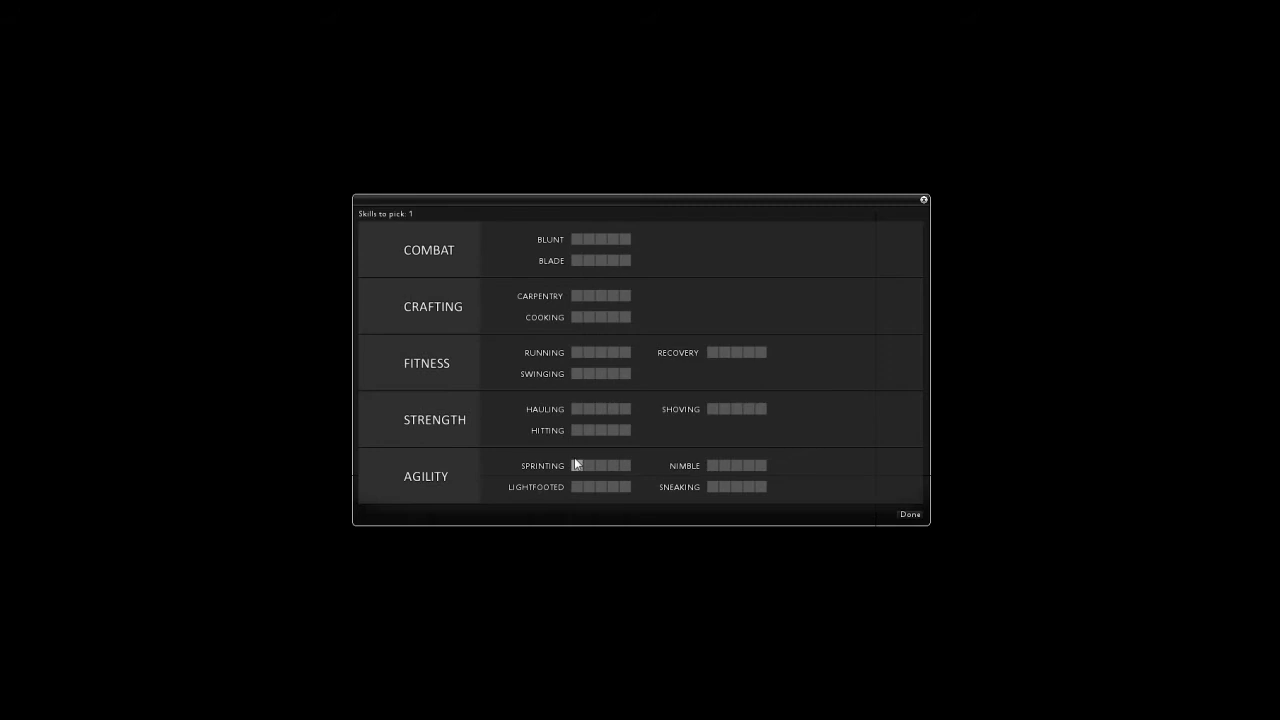 Skills to pick: 1
COMBAT
BLUNT
BLADE
CRAFTING
CARPENTRY
COOKING
FITNESS
RUNNING RECOVERY
SWINGING
STRENGTH
HAULING SHOVING
HITTING
AGILITY
SPRINTING NIMBLE
LIGHTFOOTED SNEAKING
Done